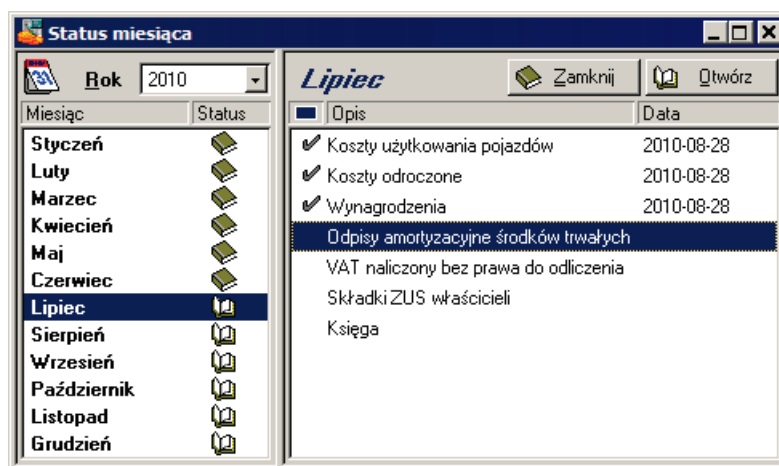 Status miesiąca
Rok 2010
Miesiąc Status
Styczeń
Luty
Marzec
Kwiecień
Maj
Czerwiec
Lipiec
Sierpień
Wrzesień
Październik
Listopad
Grudzień
Lipiec Zamknij Otwórz
Opis Data
Koszty użytkowania pojazdów 2010-08-28
Koszty odroczone 2010-08-28
Wynagrodzenia 2010-08-28
Odpisy amortyzacyjne środków trwałych
VAT naliczony bez prawa do odliczenia
Składki ZUS właścicieli
Księga